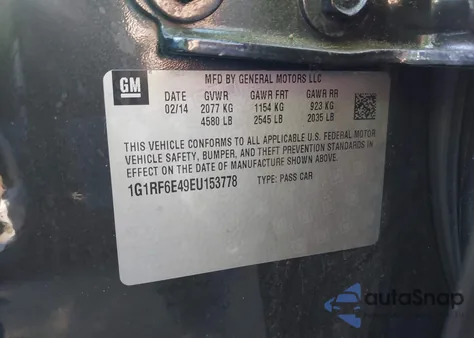 GM
MFD BY GENERAL MOTORS LLC
DATE GVWR GAWR FRT GAWR RR
02/14 2077 KG 1154 KG 923 KG
4580 LB 2545 LB 2035 LB
THIS VEHICLE CONFORMS TO ALL APPLICABLE U.S. FEDERAL MOTOR
VEHICLE SAFETY, BUMPER, AND THEFT PREVENTION STANDARDS IN
EFFECT ON THE DATE OF MANUFACTURE SHOWN ABOVE.
1G1RF6E49EU153778 TYPE: PASS CAR
autoSnap